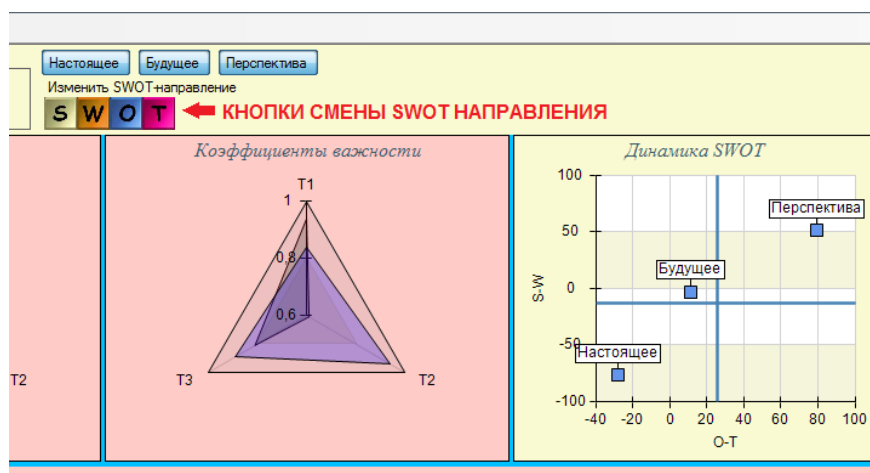 Настоящее Будущее Перспектива
Изменить SWOT-направление
S W O T КНОПКИ СМЕНЫ SWOT НАПРАВЛЕНИЯ
Коэффициенты важности
T1
1
0,8
0,6
T3
T2
T2
Динамика SWOT
100
50
0
-50
-100
S-W
Перспектива
Будущее
Настоящее
-40 -20 0 20 40 60 80 100
O-T